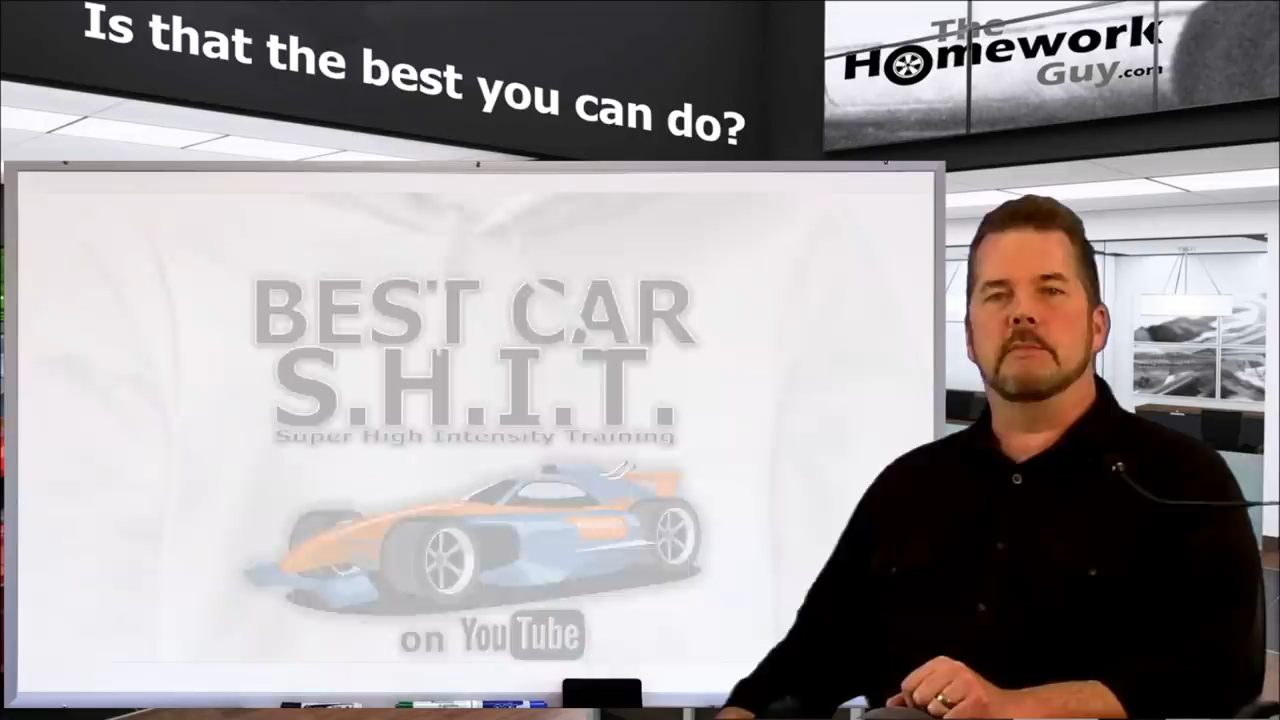 Is that the best you can do?
The
Homework
Guy.com
BEST CAR
S.H.I.T.
Super High Intensity Training
on YouTube